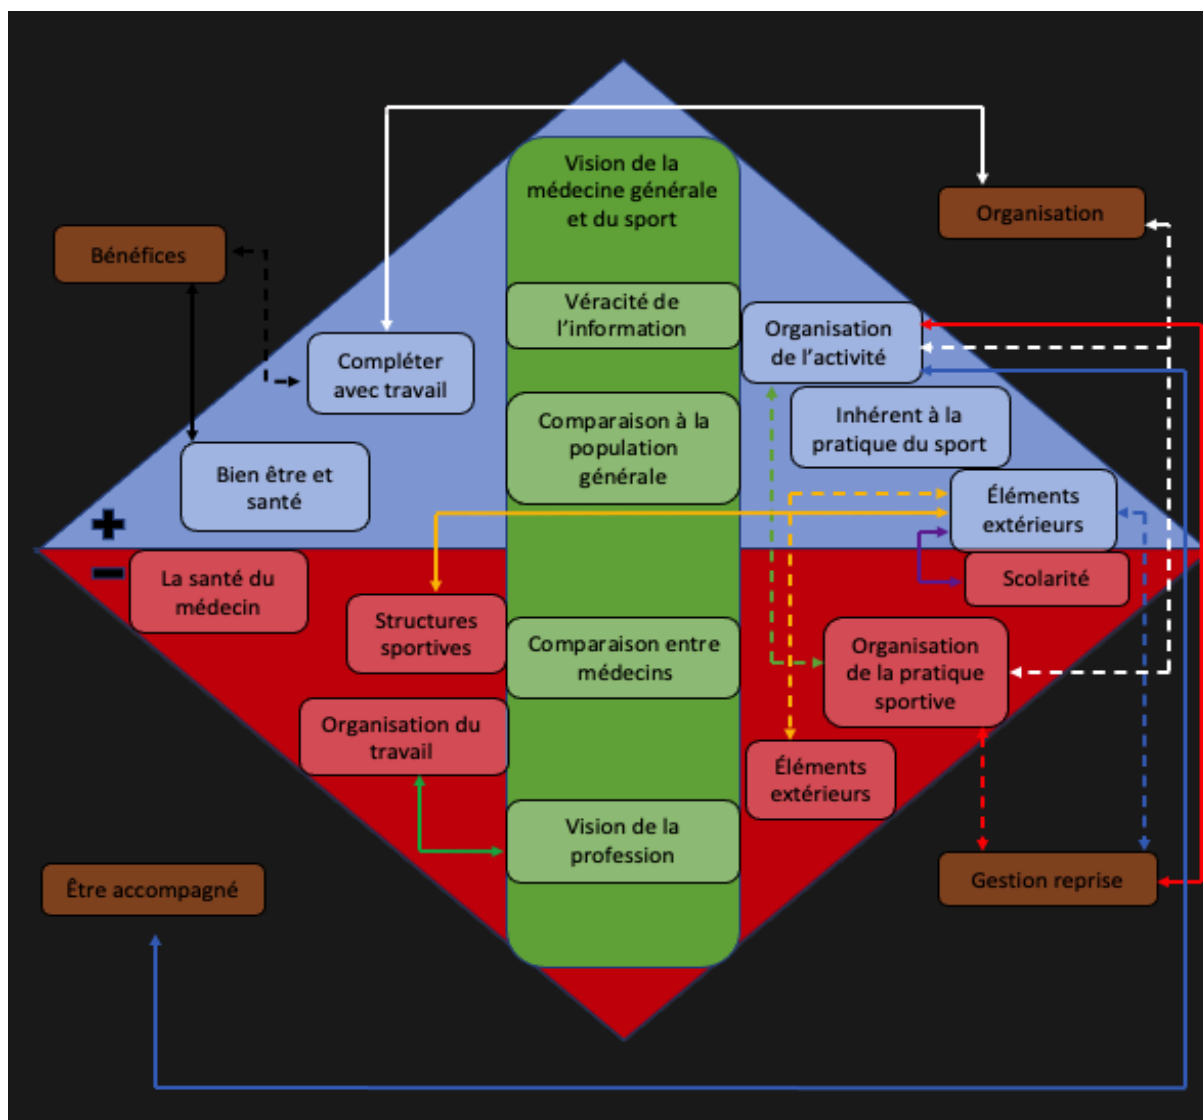 Vision de la
médecine générale
et du sport
Organisation
Bénéfices
Véracité de
l'information
Organisation
de l'activité
Compléter
avec travail
Comparaison à la
population
générale
Inhérent à la
pratique du sport
Bien être et
santé
Éléments
extérieurs
+
−
La santé du
médecin
Scolarité
Structures
sportives
Comparaison entre
médecins
Organisation
de la pratique
sportive
Organisation du
travail
Éléments
extérieurs
Vision de la
profession
Être accompagné
Gestion reprise